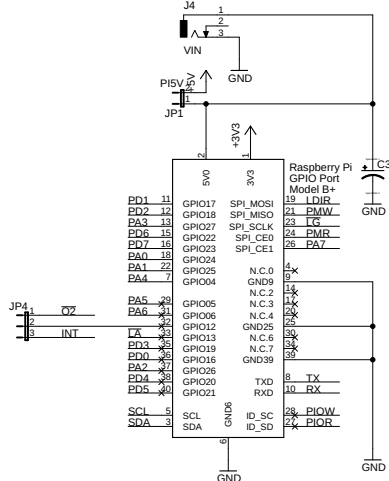 J4
1
2
3
VIN
GND
PI5V
+5V
2
1
JP1
+3V3
C3
+
GND
2
1
5V0
3V3
Raspberry Pi
GPIO Port
Model B+
PD1 11 GPIO17 SPI_MOSI 19 LDIR
PD2 12 GPIO18 SPI_MISO 21 PMW
PA3 13 GPIO27 SPI_SCLK 23 LG
PD6 15 GPIO22 SPI_CE0 24 PMR
PD7 16 GPIO23 SPI_CE1 26 PA7
PA0 18 GPIO24
PA1 22 GPIO25 N.C.0 4
PA4 7 GPIO04 GND9 9
N.C.2 14
PA5 29 GPIO05 N.C.3 17
PA6 31 GPIO06 N.C.4 20
32 GPIO12 GND25 25
LA 33 GPIO13 N.C.6 30
PD3 35 GPIO19 N.C.7 34
PD0 36 GPIO16 GND39 39
PA2 37 GPIO26
PD4 38 GPIO20 TXD 8 TX
PD5 40 GPIO21 RXD 10 RX
SCL 5 SCL ID_SC 28 PIOW
SDA 3 SDA ID_SD 27 PIOR
GND6
6
GND
GND
JP4
1 O2
2
3 INT